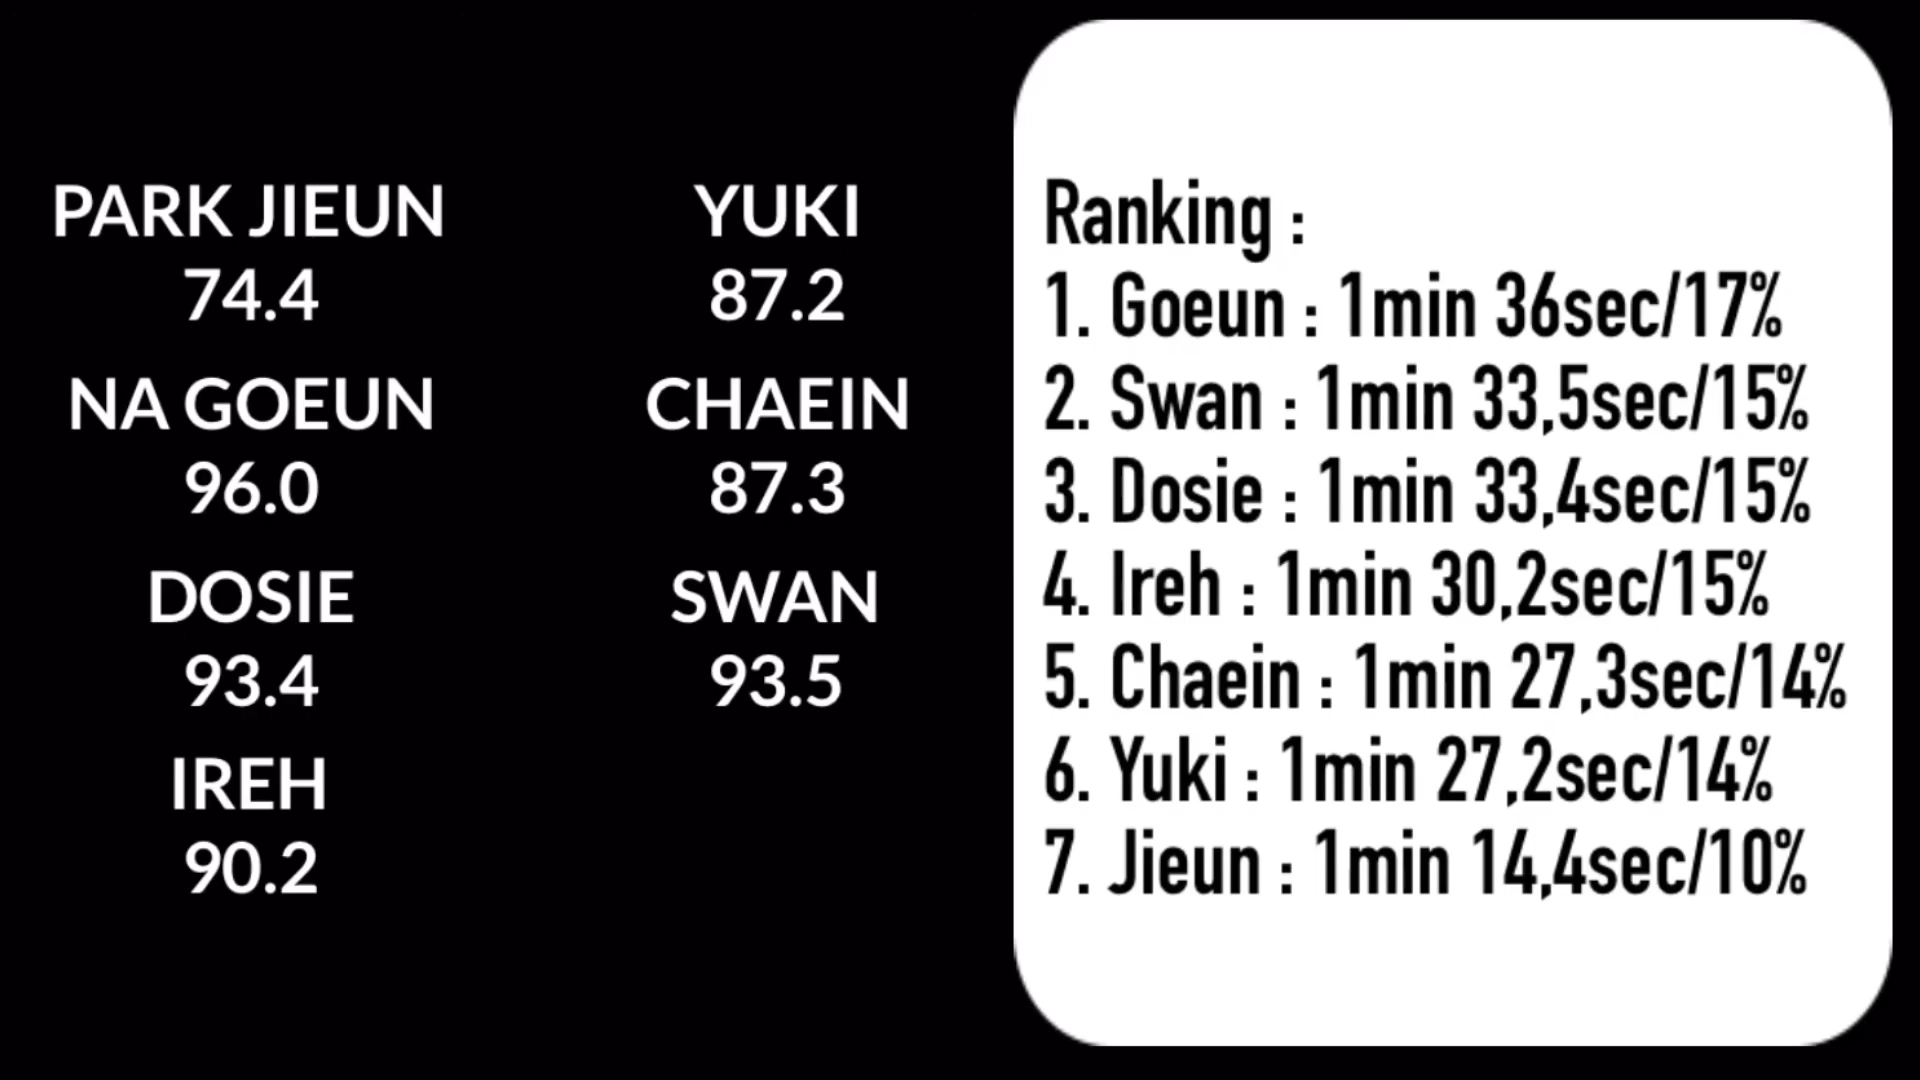 PARK JIEUN
74.4
NA GOEUN
96.0
DOSIE
93.4
IREH
90.2
YUKI
87.2
CHAEIN
87.3
SWAN
93.5
Ranking :
1. Goeun : 1min 36sec/17%
2. Swan : 1min 33,5sec/15%
3. Dosie : 1min 33,4sec/15%
4. Ireh : 1min 30,2sec/15%
5. Chaein : 1min 27,3sec/14%
6. Yuki : 1min 27,2sec/14%
7. Jieun : 1min 14,4sec/10%